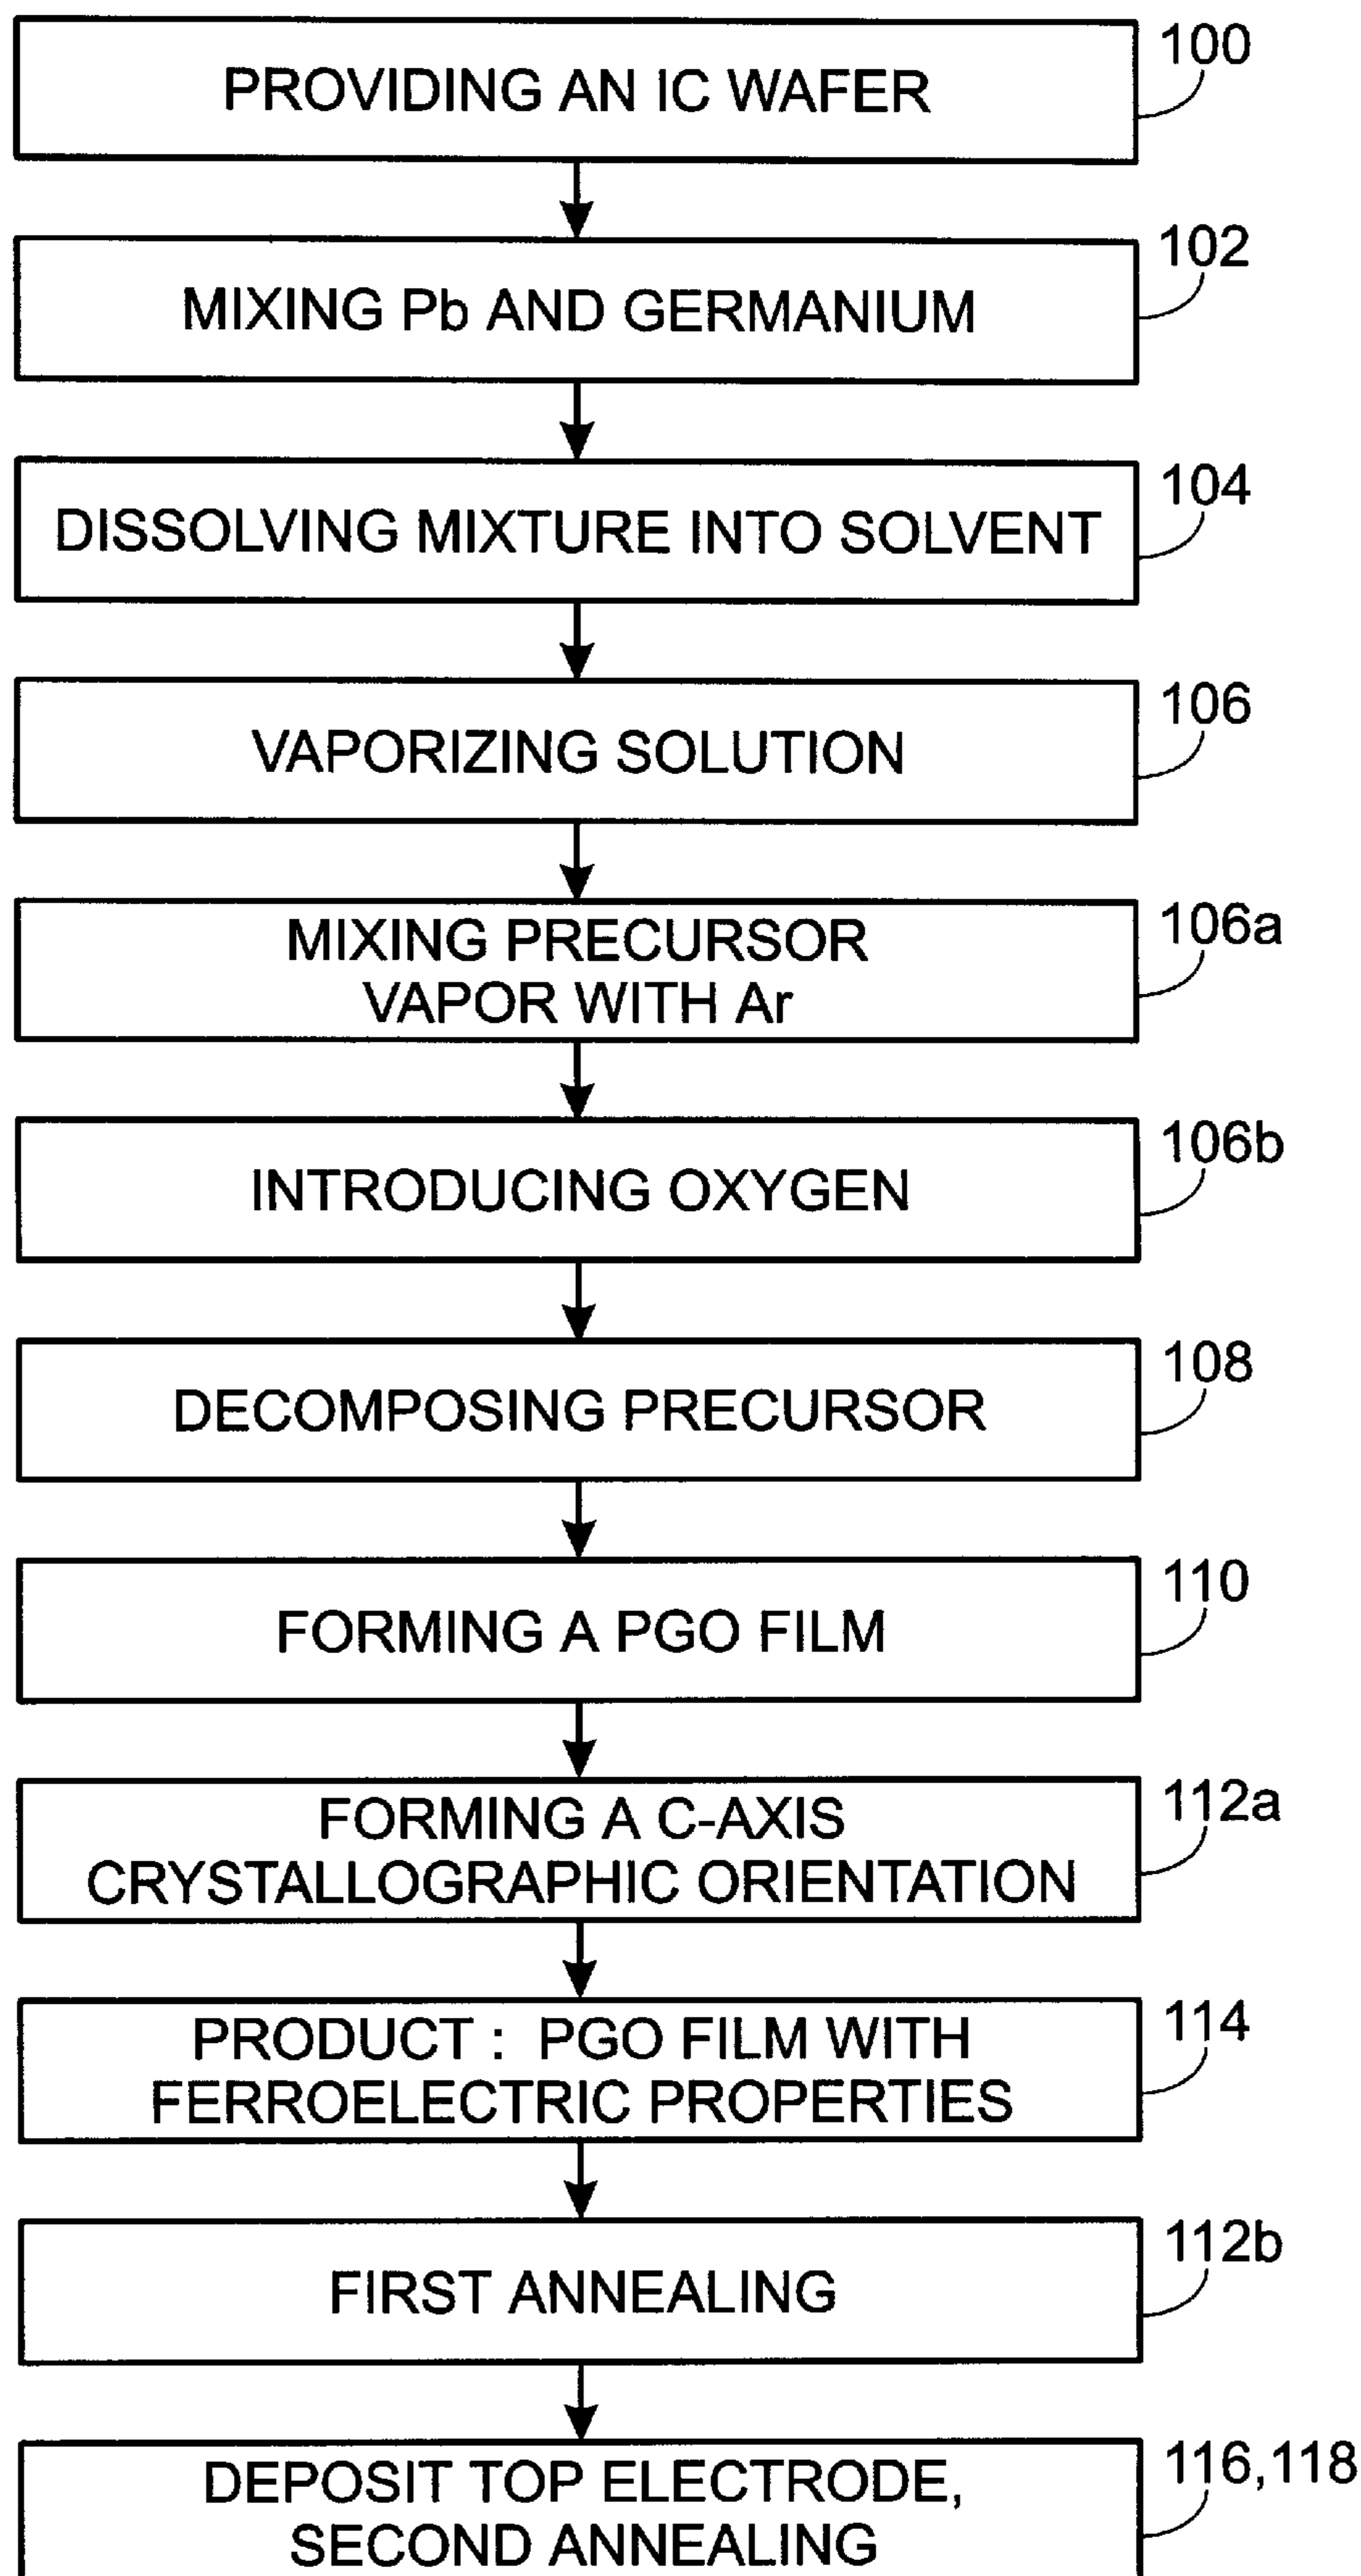 PROVIDING AN IC WAFER
100
MIXING Pb AND GERMANIUM
102
DISSOLVING MIXTURE INTO SOLVENT
104
VAPORIZING SOLUTION
106
MIXING PRECURSOR
VAPOR WITH Ar
106a
INTRODUCING OXYGEN
106b
DECOMPOSING PRECURSOR
108
FORMING A PGO FILM
110
FORMING A C-AXIS
CRYSTALLOGRAPHIC ORIENTATION
112a
PRODUCT : PGO FILM WITH
FERROELECTRIC PROPERTIES
114
FIRST ANNEALING
112b
DEPOSIT TOP ELECTRODE,
SECOND ANNEALING
116,118